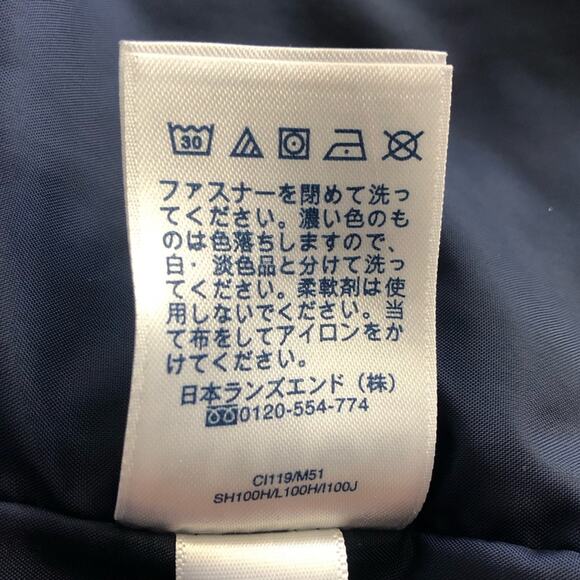 30
ファスナーを閉めて洗っ
てください。濃い色のも
のは色落ちしますので、
白・淡色品と分けて洗っ
てください。柔軟剤は使
用しないでください。当
て布をしてアイロンをか
けてください。
日本ランズエンド（株）
0120-554-774
CI119/M51
SH100H/L100H/I100J